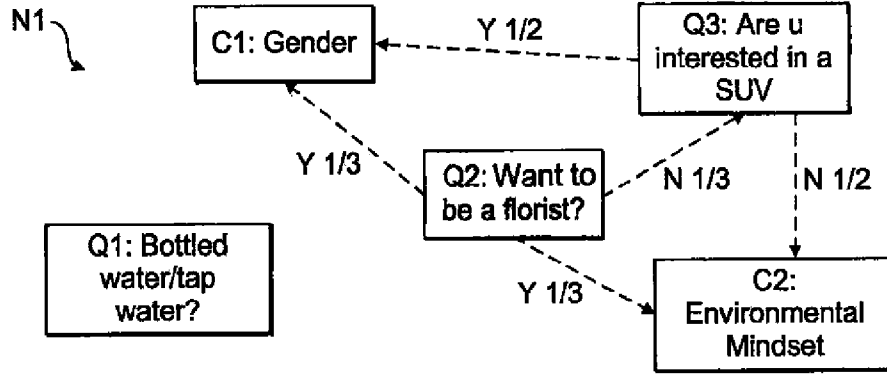 N1
C1: Gender
Y 1/2
Q3: Are u
interested in a
SUV
Y 1/3
Q2: Want to
be a florist?
N 1/3
N 1/2
Q1: Bottled
water/tap
water?
Y 1/3
C2:
Environmental
Mindset